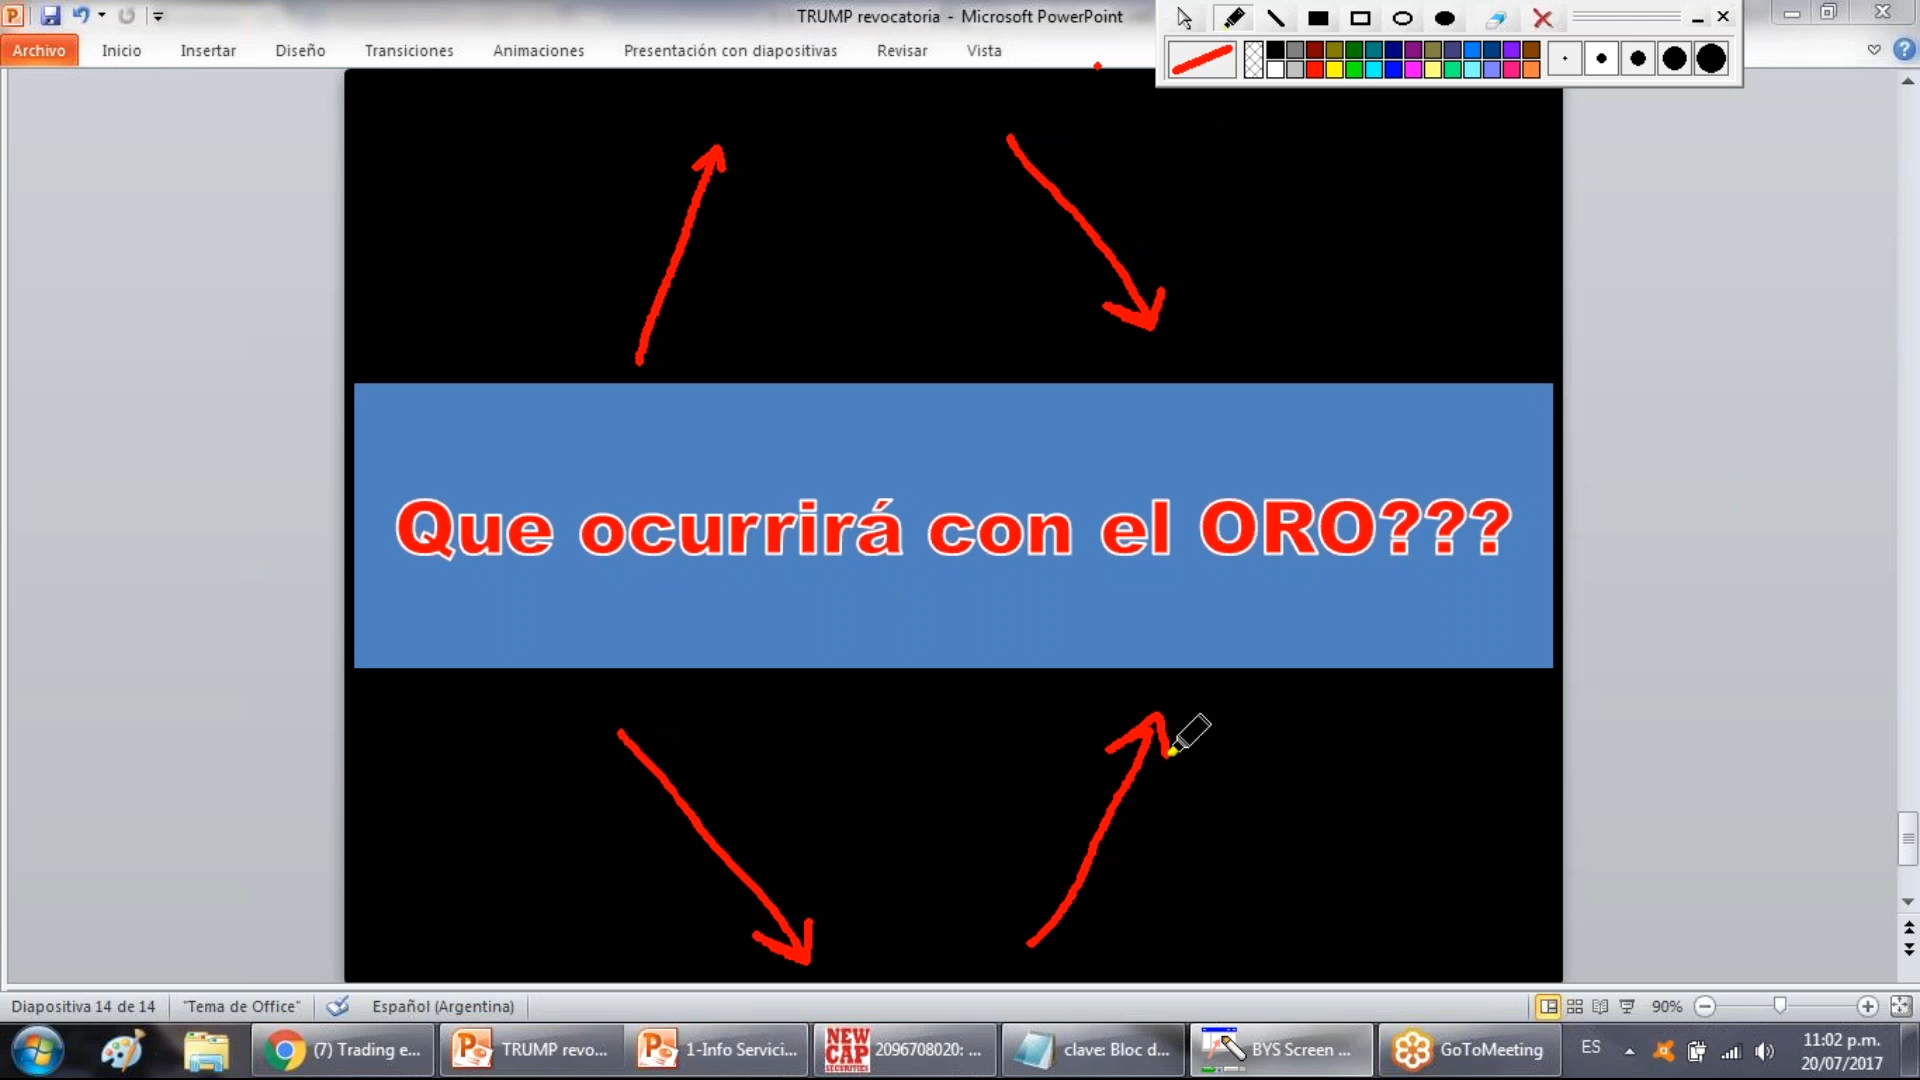 TRUMP revocatoria - Microsoft PowerPoint
Archivo Inicio Insertar Diseño Transiciones Animaciones Presentación con diapositivas Revisar Vista
Que ocurrirá con el ORO???
Diapositiva 14 de 14 "Tema de Office" Español (Argentina) 90%
(7) Trading e... TRUMP revo... 1-Info Servici... NEW CAP SECURITIES 2096708020: ... clave: Bloc d... BYS Screen ... GoToMeeting ES 11:02 p.m.
20/07/2017